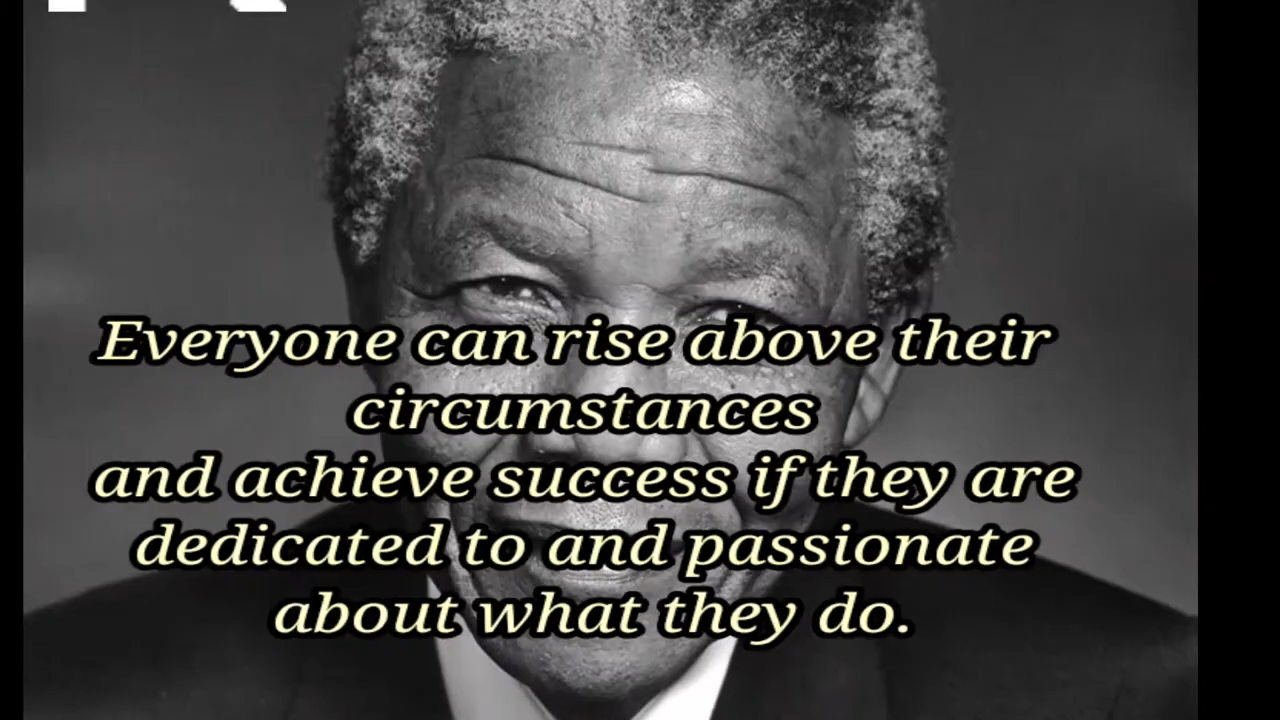 Everyone can rise above their
circumstances
and achieve success if they are
dedicated to and passionate
about what they do.